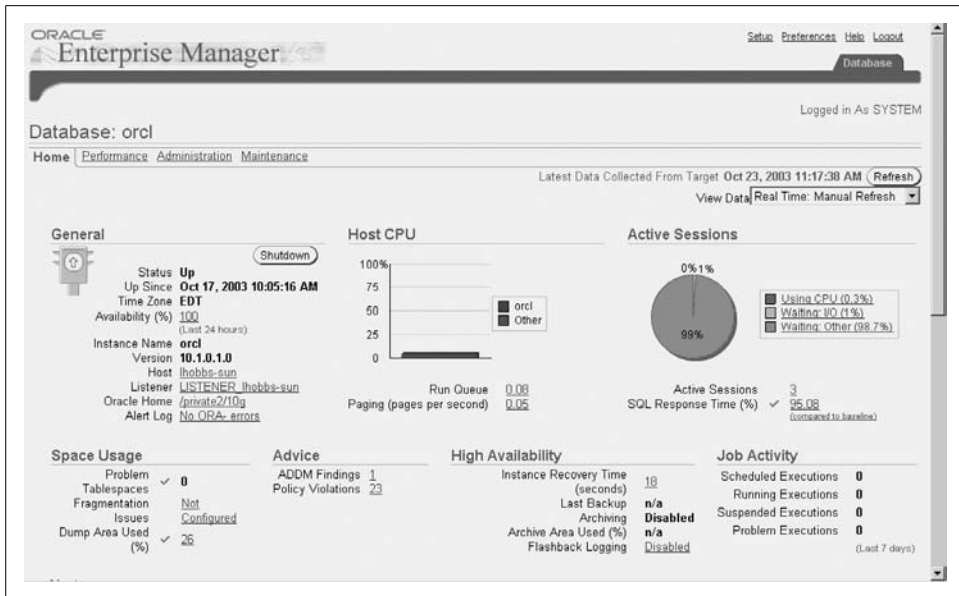 ORACLE
Enterprise Manager
Setup Preferences Help Logout
Database
Logged in As SYSTEM
Database: orcl
Home Performance Administration Maintenance
Latest Data Collected From Target Oct 23, 2003 11:17:38 AM Refresh
View Data Real Time: Manual Refresh
General
Shutdown
Status Up
Up Since Oct 17, 2003 10:05:16 AM
Time Zone EDT
Availability (%) 100
(Last 24 hours)
Instance Name orcl
Version 10.1.0.1.0
Host lhobbs-sun
Listener LISTENER_lhobbs-sun
Oracle Home /private2/10g
Alert Log No ORA- errors
Host CPU
100%
75
50
25
0
orcl
Other
Run Queue 0.08
Paging (pages per second) 0.05
Active Sessions
0% 1%
99%
Using CPU (0.3%)
Waiting: I/O (1%)
Waiting: Other (98.7%)
Active Sessions 3
SQL Response Time (%) 95.08
(compared to baseline)
Space Usage
Problem
Tablespaces 0
Fragmentation Not
Issues Configured
Dump Area Used
(%) 26
Advice
ADDM Findings 1
Policy Violations 23
High Availability
Instance Recovery Time
(seconds) 18
Last Backup n/a
Archiving Disabled
Archive Area Used (%) n/a
Flashback Logging Disabled
Job Activity
Scheduled Executions 0
Running Executions 0
Suspended Executions 0
Problem Executions 0
(Last 7 days)